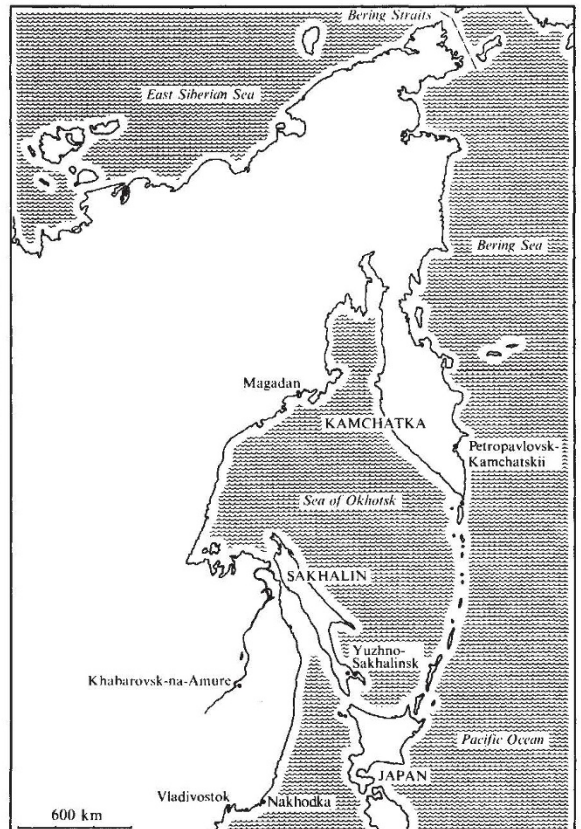 Bering Straits
East Siberian Sea
Bering Sea
Magadan
KAMCHATKA
Petropavlovsk-
Kamchatskii
Sea of Okhotsk
SAKHALIN
Yuzhno-
Sakhalinsk
Khabarovsk-na-Amure
Pacific Ocean
JAPAN
Vladivostok
Nakhodka
600 km